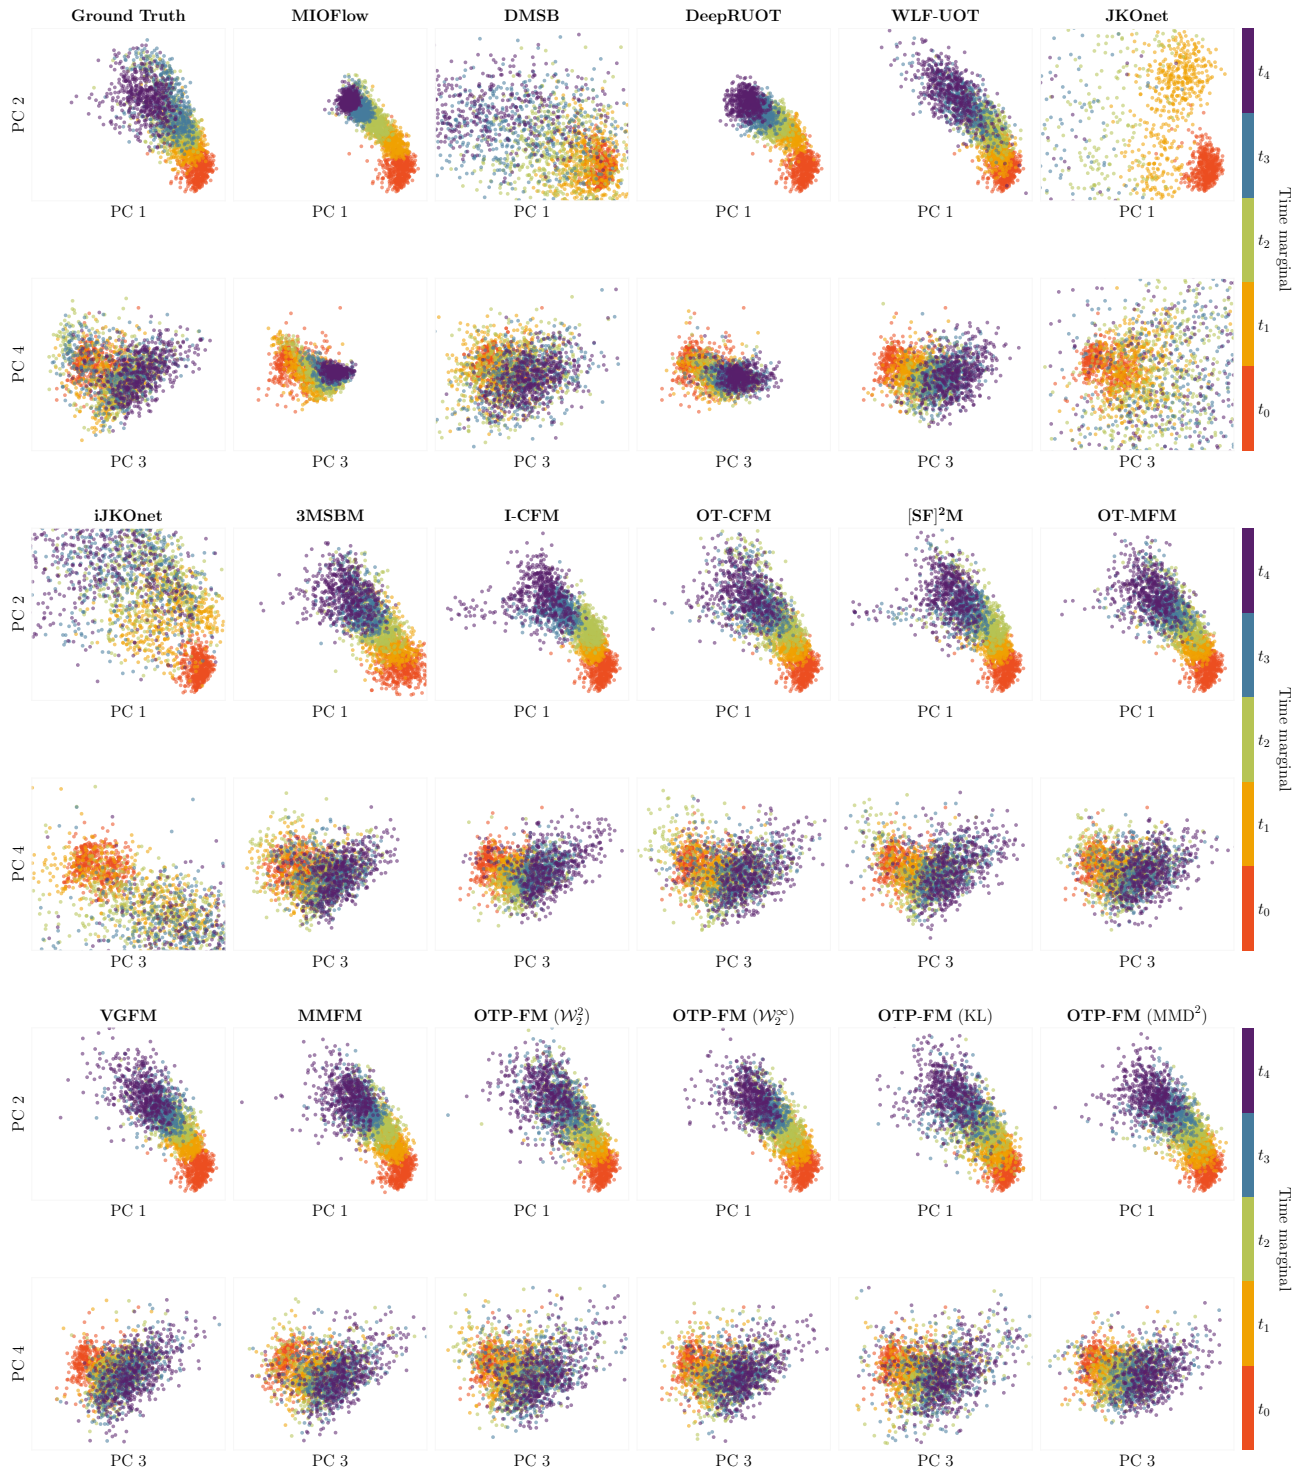 Ground Truth
MIOFlow
DMSB
DeepRUOT
WLF-UOT
JKOnet
PC 2
PC 1
PC 1
PC 1
PC 1
PC 1
PC 1
PC 4
PC 3
PC 3
PC 3
PC 3
PC 3
PC 3
t₄
t₃
t₂
t₁
t₀
Time marginal
iJKOnet
3MSBM
I-CFM
OT-CFM
[SF]²M
OT-MFM
PC 2
PC 1
PC 1
PC 1
PC 1
PC 1
PC 1
PC 4
PC 3
PC 3
PC 3
PC 3
PC 3
PC 3
t₄
t₃
t₂
t₁
t₀
Time marginal
VGFM
MMFM
OTP-FM (𝒲₂²)
OTP-FM (𝒲₂^∞)
OTP-FM (KL)
OTP-FM (MMD²)
PC 2
PC 1
PC 1
PC 1
PC 1
PC 1
PC 1
PC 4
PC 3
PC 3
PC 3
PC 3
PC 3
PC 3
t₄
t₃
t₂
t₁
t₀
Time marginal